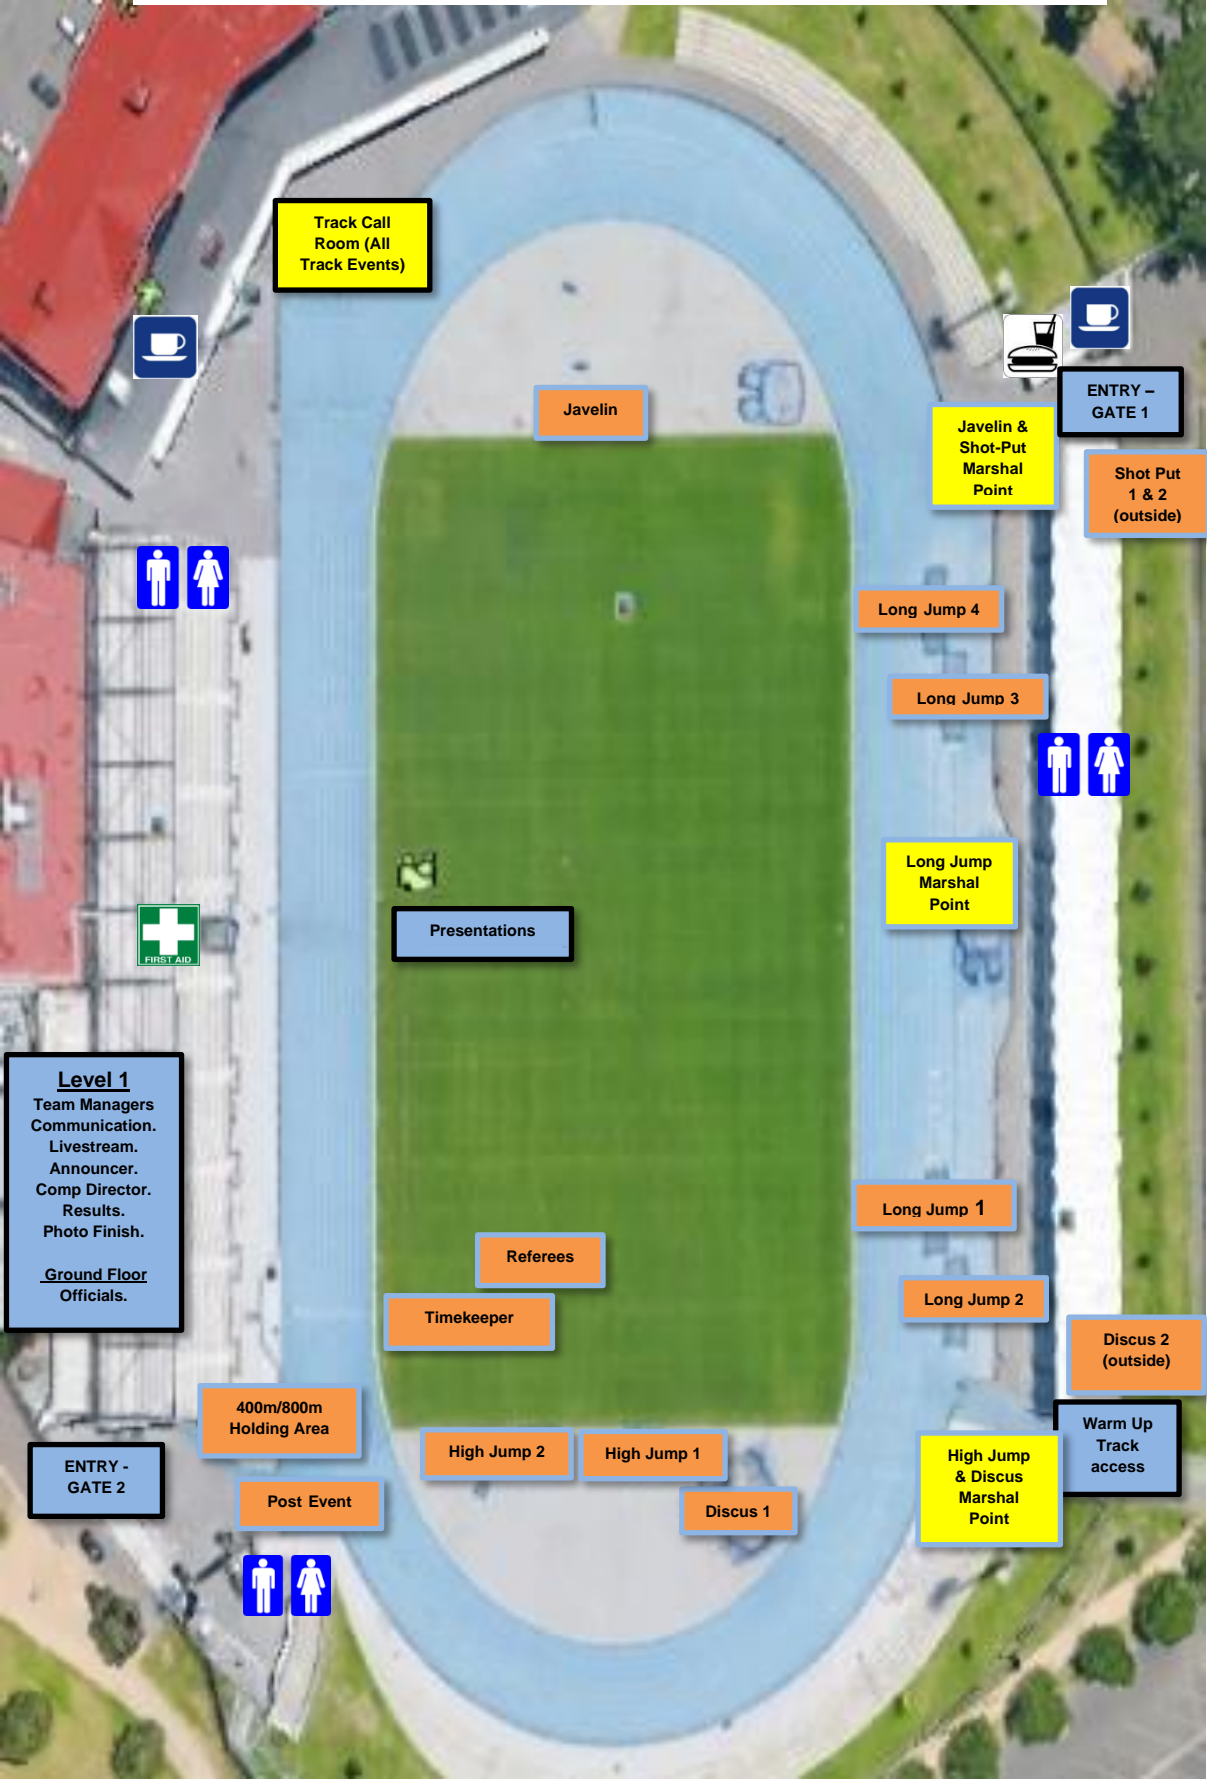 Track Call
Room (All
Track Events)
Javelin
ENTRY –
GATE 1
Javelin &
Shot-Put
Marshal
Point
Shot Put
1 & 2
(outside)
Long Jump 4
Long Jump 3
Long Jump
Marshal
Point
Presentations
FIRST AID
Level 1
Team Managers
Communication.
Livestream.
Announcer.
Comp Director.
Results.
Photo Finish.
Ground Floor
Officials.
Long Jump 1
Referees
Long Jump 2
Timekeeper
Discus 2
(outside)
400m/800m
Holding Area
Warm Up
Track
access
High Jump 2
High Jump 1
High Jump
& Discus
Marshal
Point
ENTRY -
GATE 2
Post Event
Discus 1